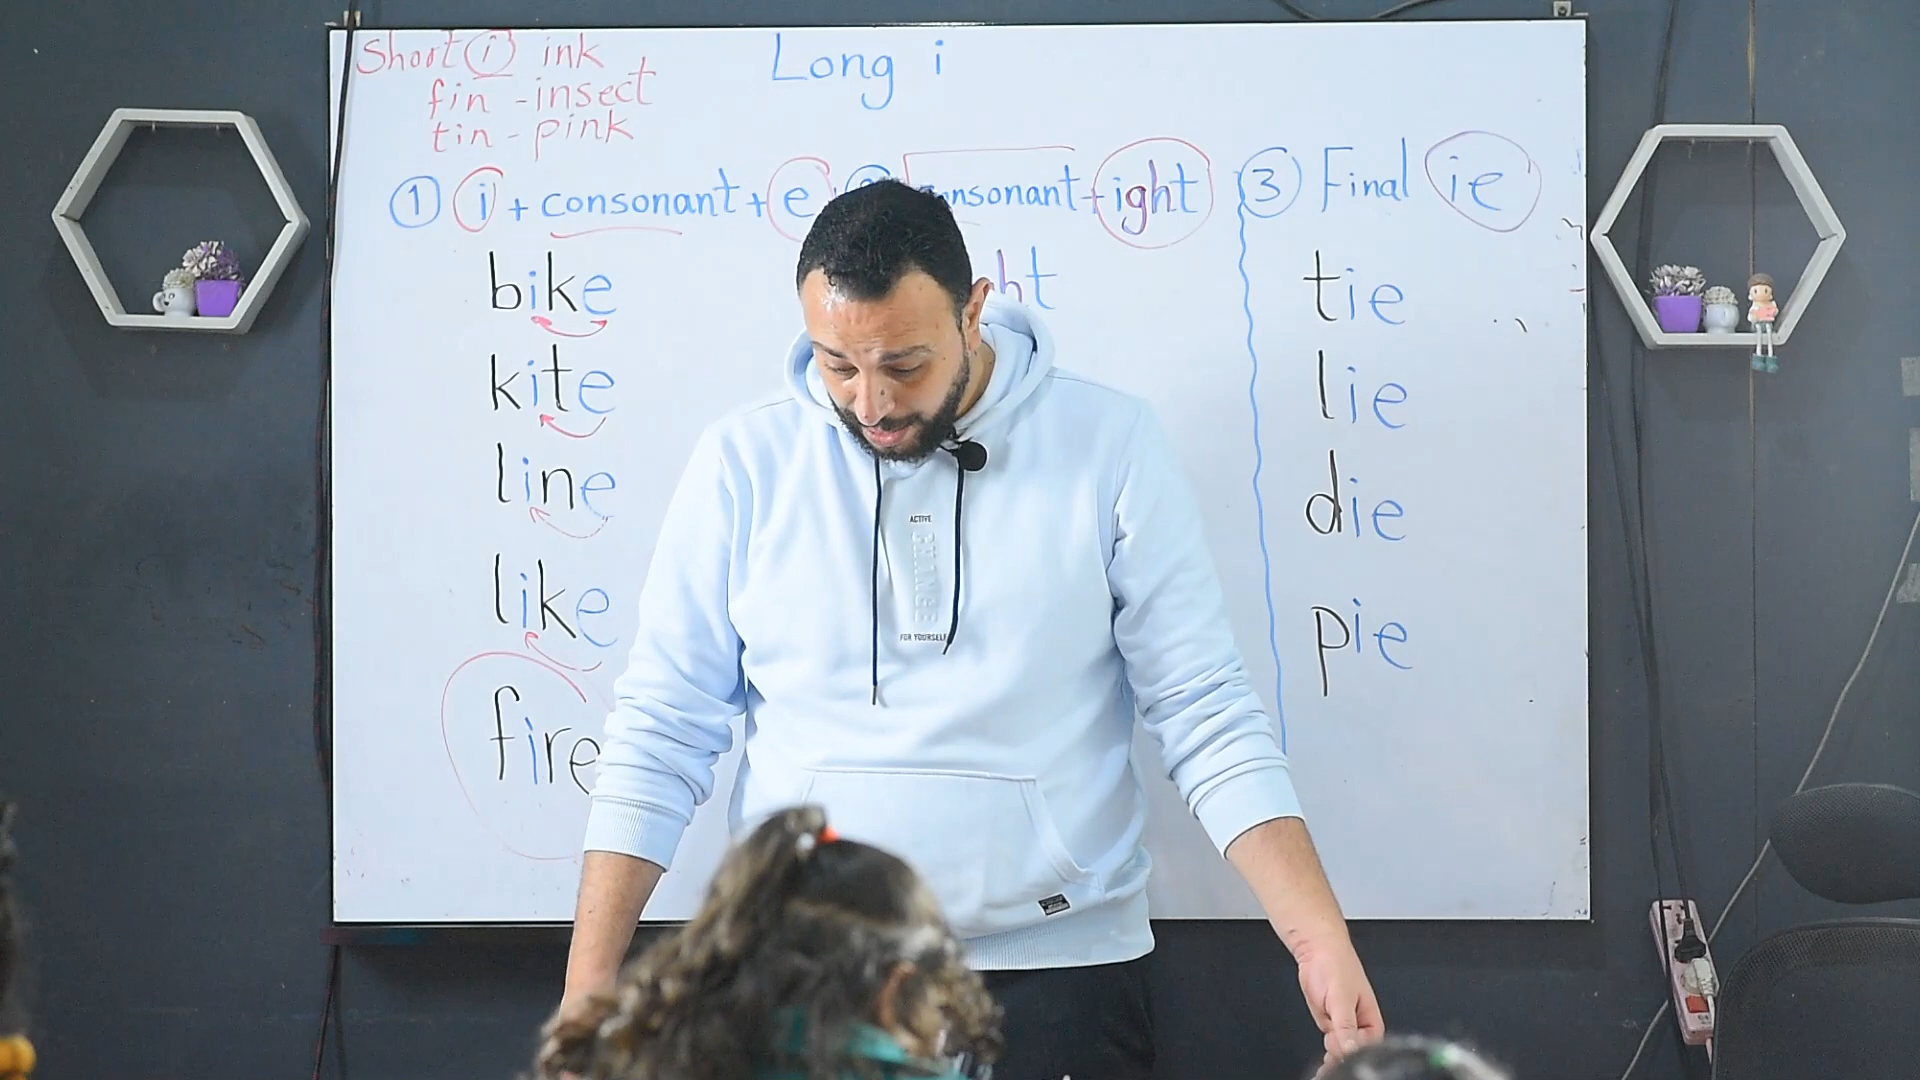 Short i ink
fin - insect
tin - pink
Long i
1 i + consonant + e
bike
kite
line
like
fire
+ ight
3 Final ie
tie
lie
die
pie
ACTIVE
CHANGE
FOR YOURSELF